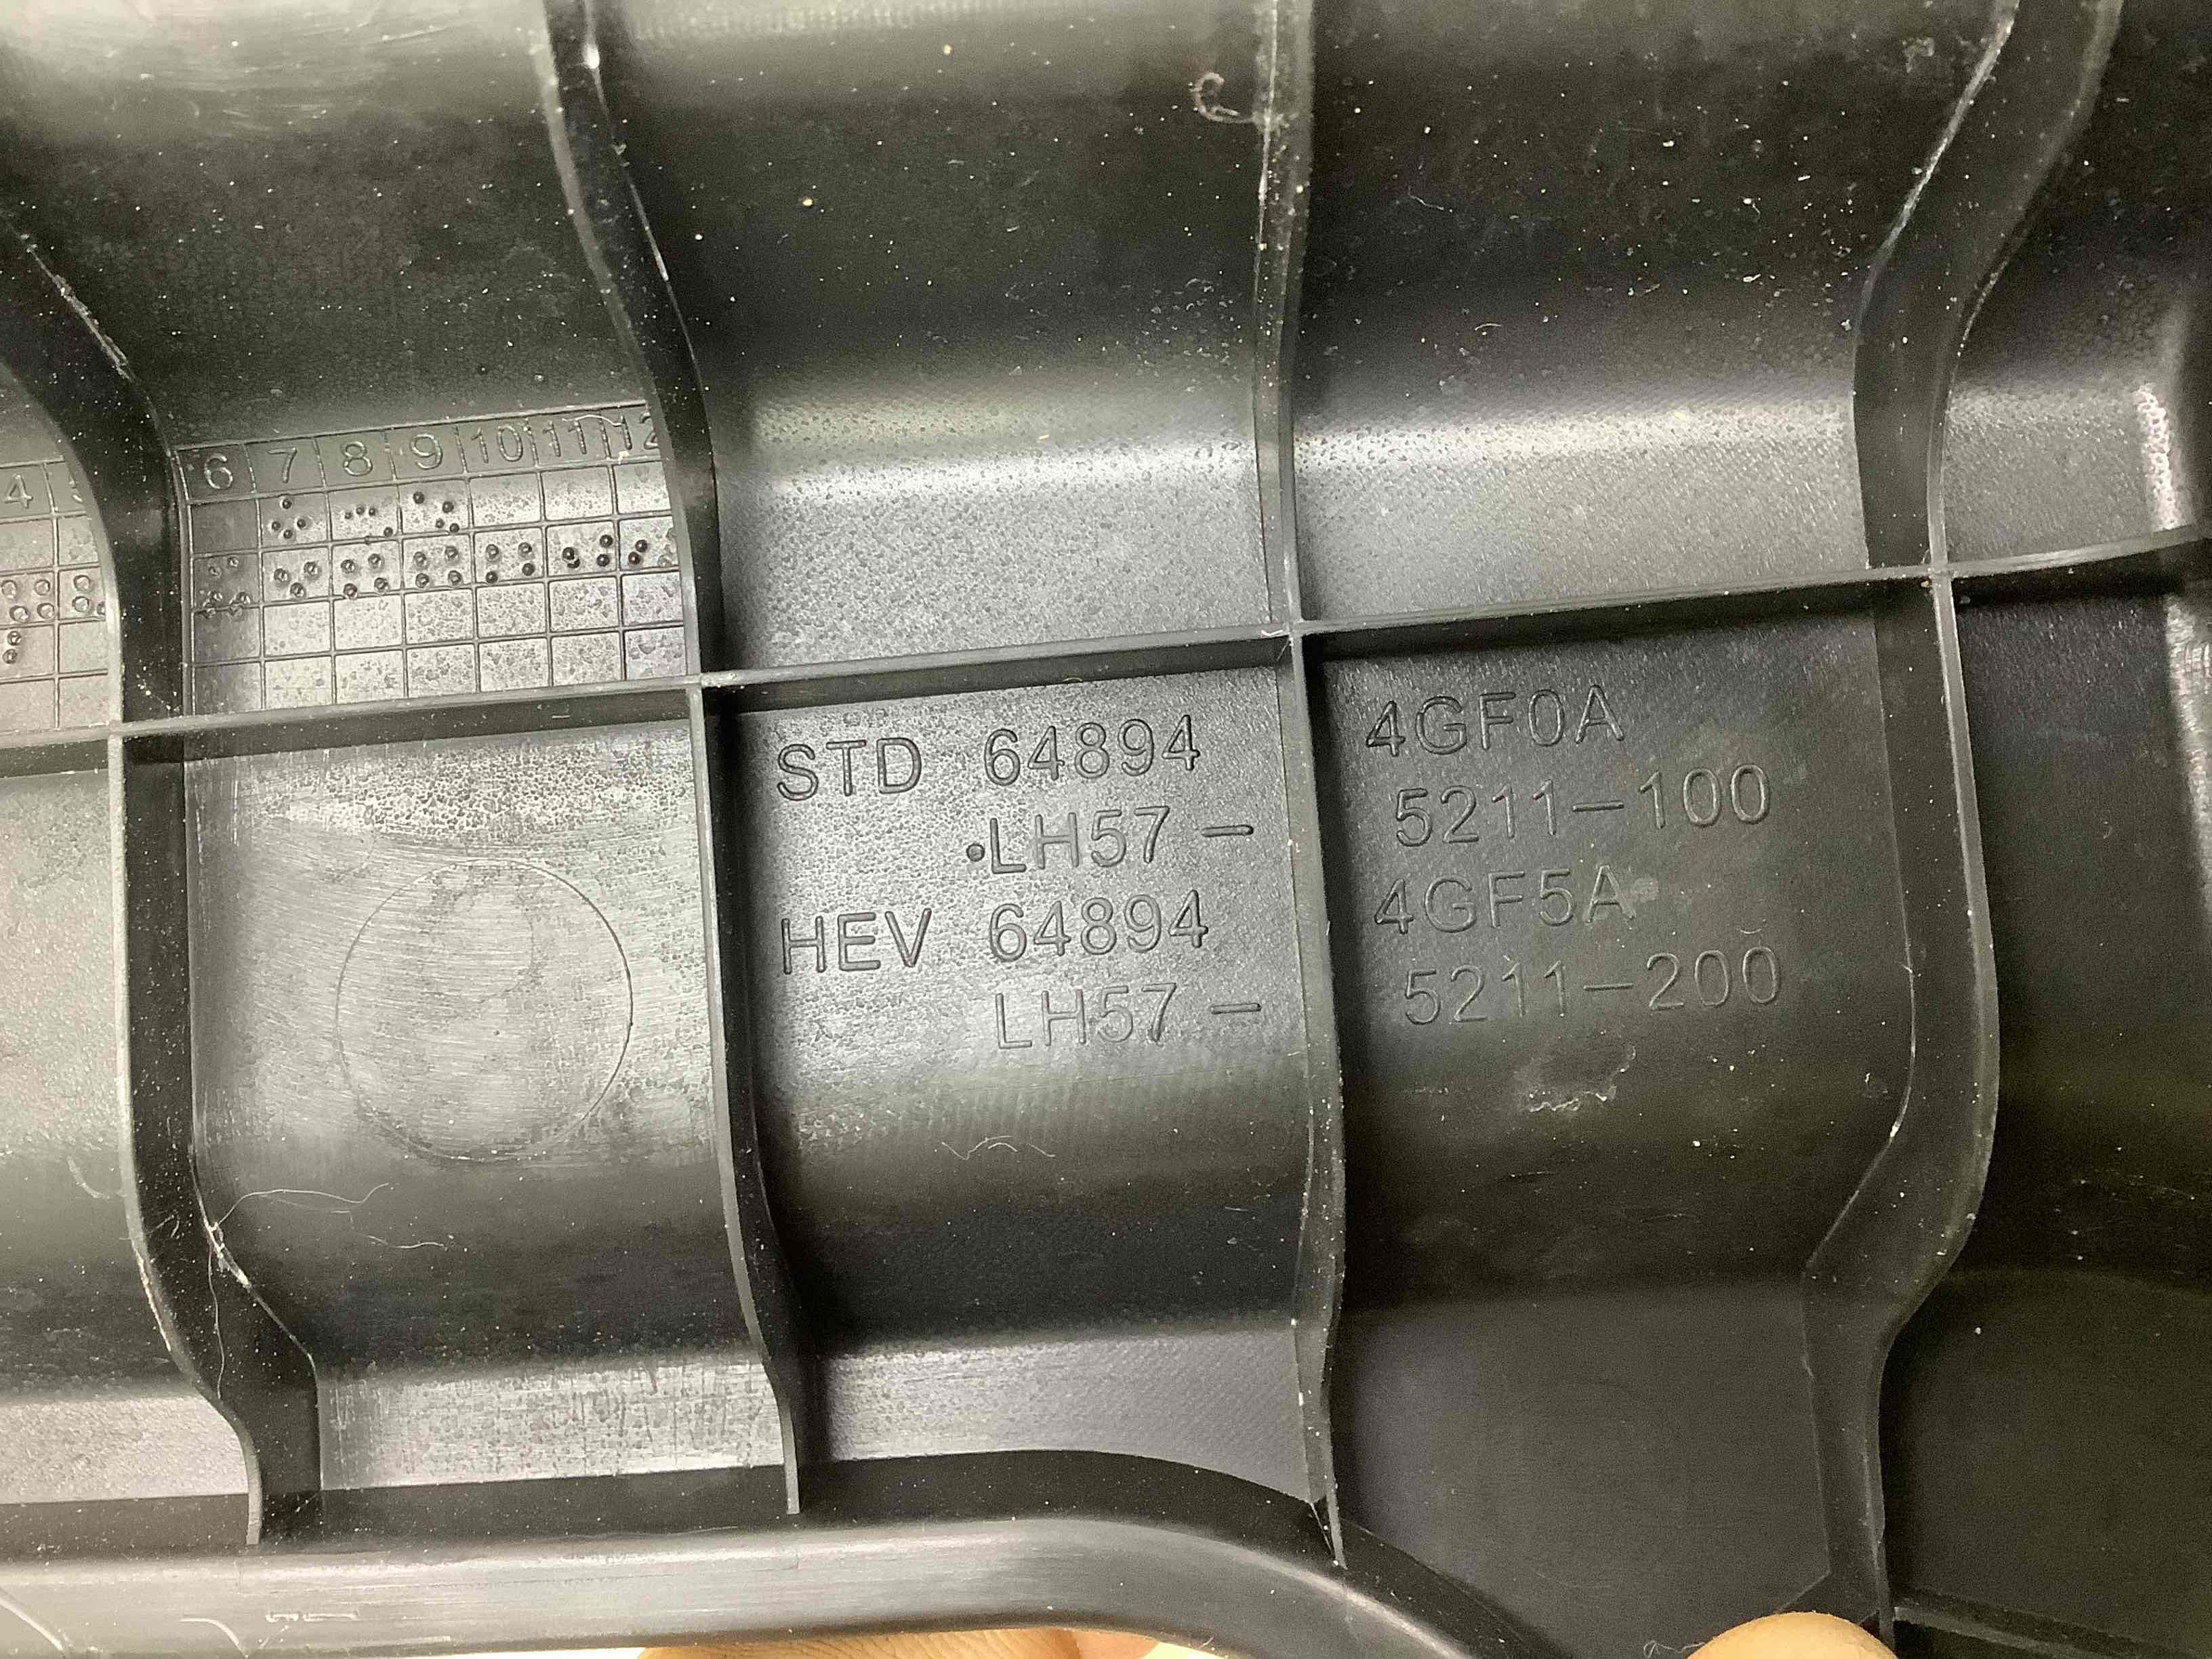 4 6 7 8 9 10 11 12
STD 64894 4GF0A
LH57 - 5211-100
HEV 64894 4GF5A
LH57 - 5211-200